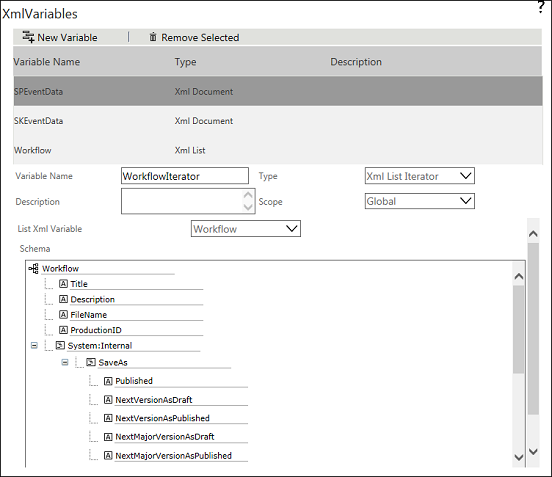 ?
XmlVariables
New Variable | Remove Selected
Variable Name Type Description
SPEventData Xml Document
SKEventData Xml Document
Workflow Xml List
Variable Name WorkflowIterator Type Xml List Iterator
Description Scope Global
List Xml Variable Workflow
Schema
Workflow
A Title
A Description
A FileName
A ProductionID
System:Internal
SaveAs
A Published
A NextVersionAsDraft
A NextVersionAsPublished
A NextMajorVersionAsDraft
A NextMajorVersionAsPublished